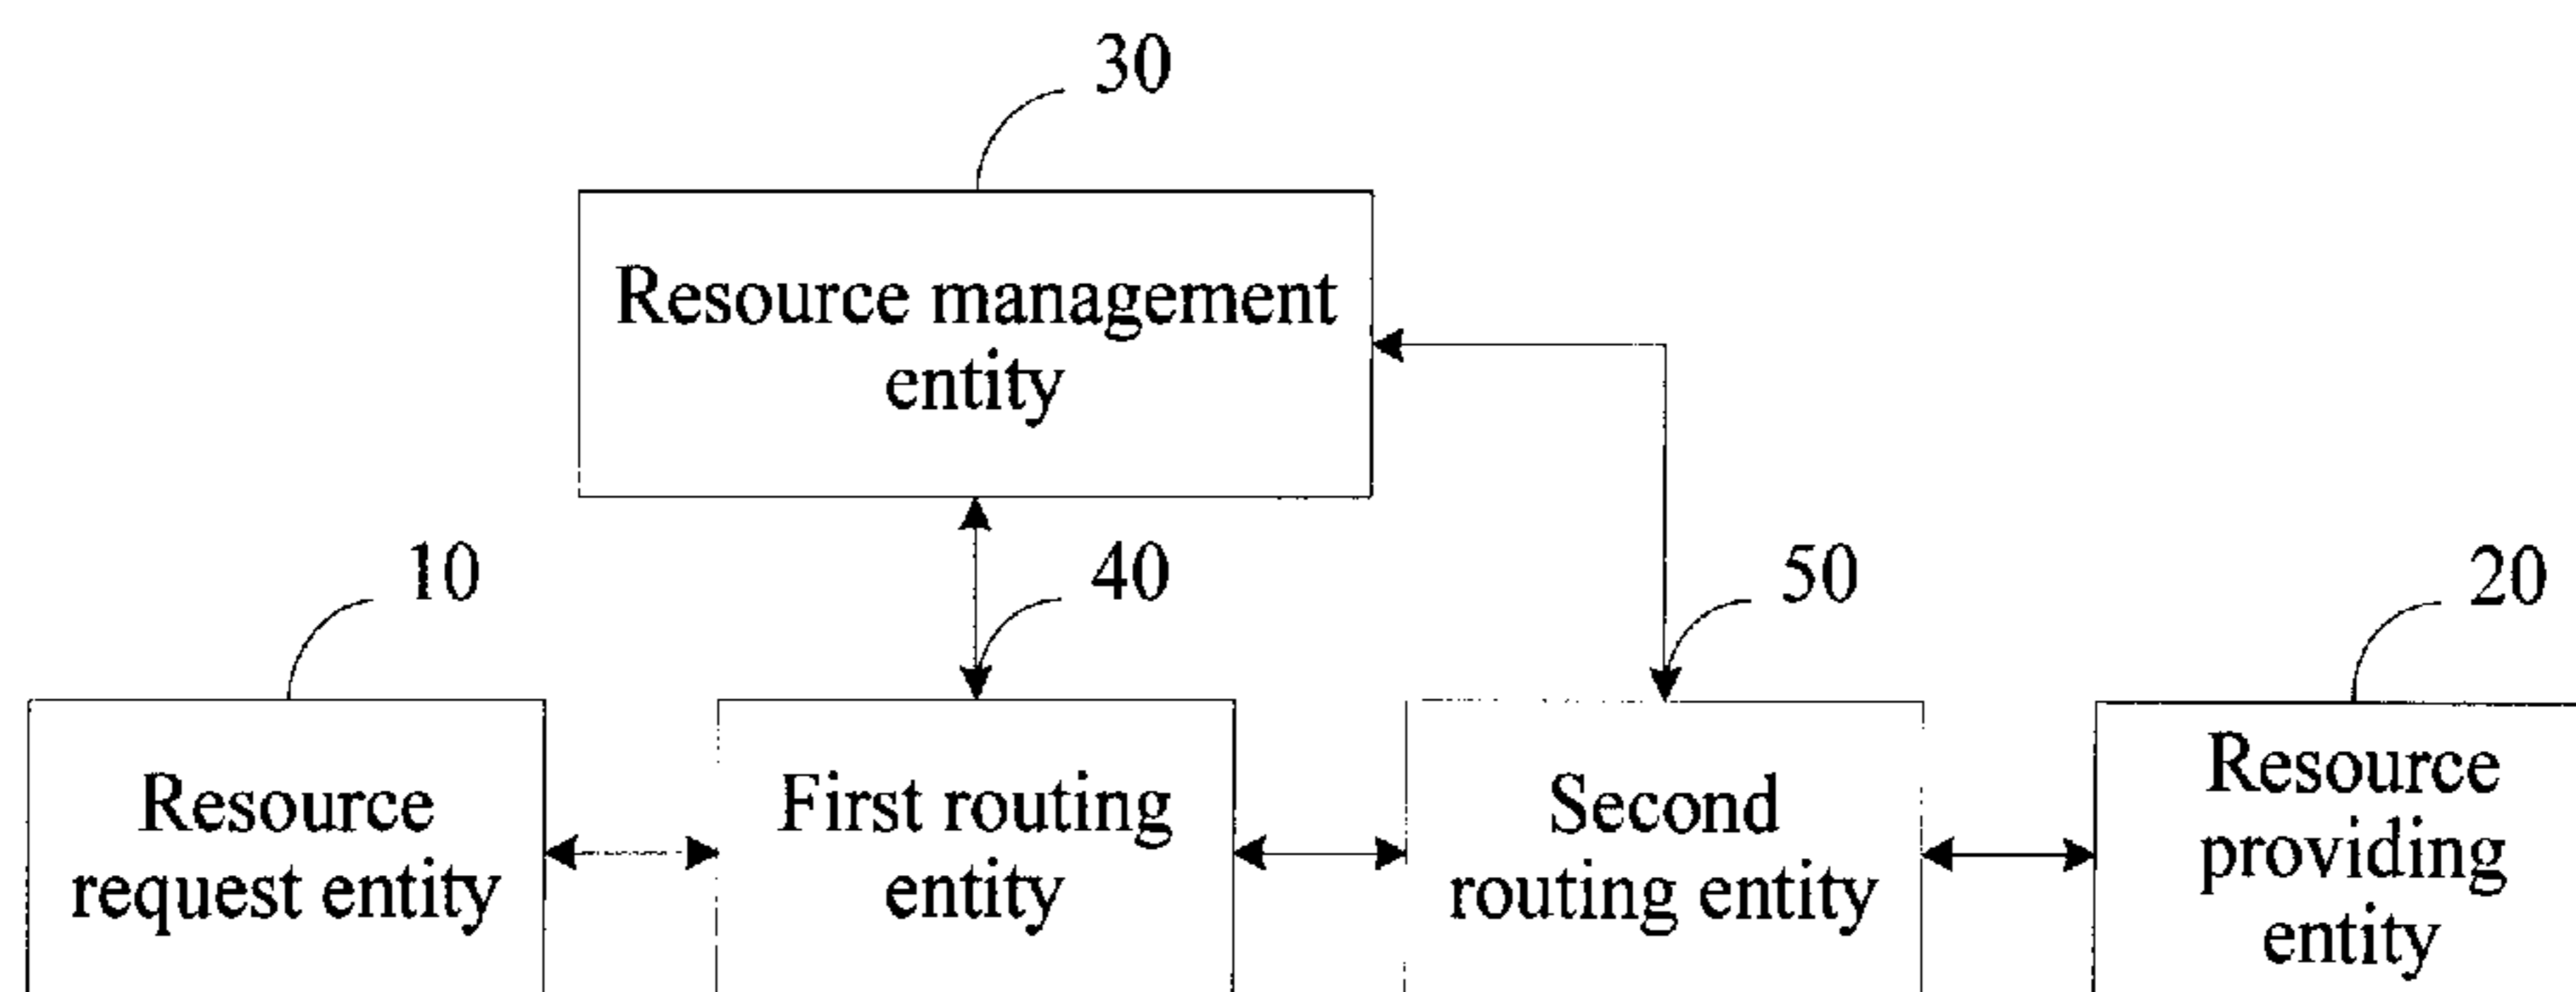 30
Resource management
entity
10
40
50
20
Resource
request entity
First routing
entity
Second
routing entity
Resource
providing
entity